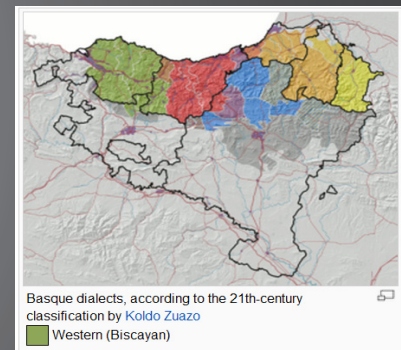 Basque dialects, according to the 21th-century
classification by Koldo Zuazo
Western (Biscayan)